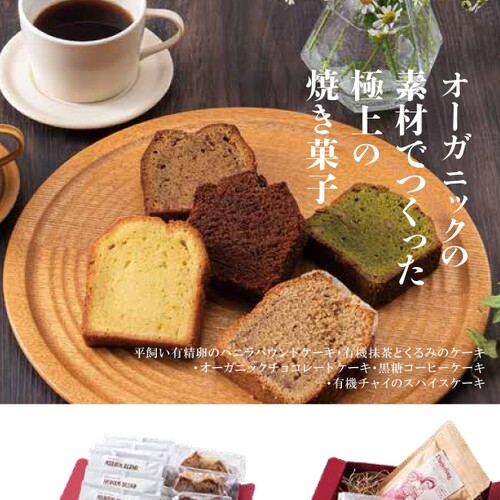 オーガニックの
素材でつくった
極上の
焼き菓子
平飼い有精卵のバニラパウンドケーキ・有機抹茶とくるみのケーキ
・オーガニックチョコレートケーキ・黒糖コーヒーケーキ
・有機チャイのスパイスケーキ